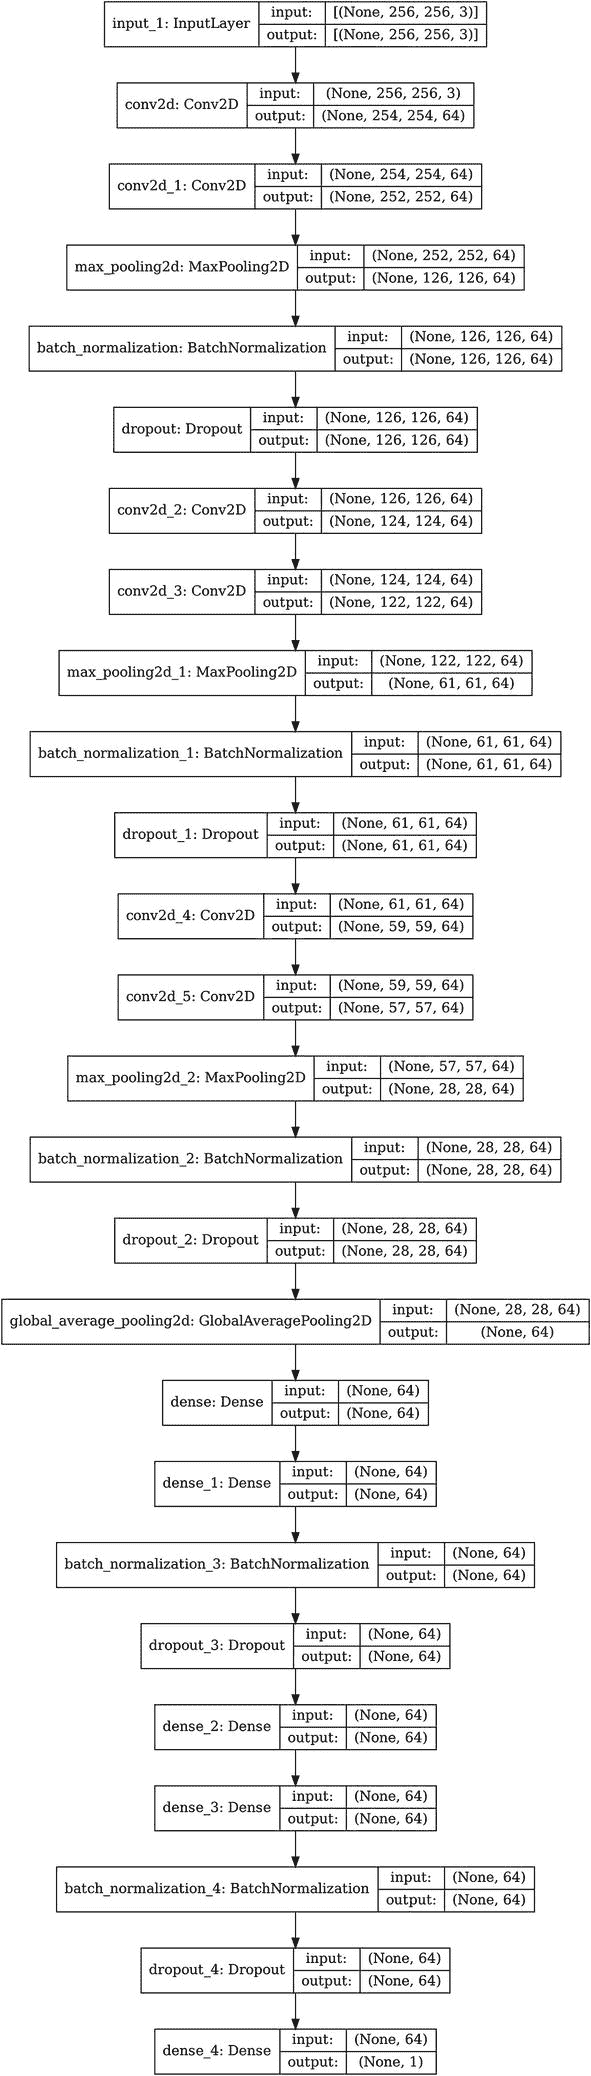 input_1: InputLayer
input: [(None, 256, 256, 3)]
output: [(None, 256, 256, 3)]
conv2d: Conv2D
input: (None, 256, 256, 3)
output: (None, 254, 254, 64)
conv2d_1: Conv2D
input: (None, 254, 254, 64)
output: (None, 252, 252, 64)
max_pooling2d: MaxPooling2D
input: (None, 252, 252, 64)
output: (None, 126, 126, 64)
batch_normalization: BatchNormalization
input: (None, 126, 126, 64)
output: (None, 126, 126, 64)
dropout: Dropout
input: (None, 126, 126, 64)
output: (None, 126, 126, 64)
conv2d_2: Conv2D
input: (None, 126, 126, 64)
output: (None, 124, 124, 64)
conv2d_3: Conv2D
input: (None, 124, 124, 64)
output: (None, 122, 122, 64)
max_pooling2d_1: MaxPooling2D
input: (None, 122, 122, 64)
output: (None, 61, 61, 64)
batch_normalization_1: BatchNormalization
input: (None, 61, 61, 64)
output: (None, 61, 61, 64)
dropout_1: Dropout
input: (None, 61, 61, 64)
output: (None, 61, 61, 64)
conv2d_4: Conv2D
input: (None, 61, 61, 64)
output: (None, 59, 59, 64)
conv2d_5: Conv2D
input: (None, 59, 59, 64)
output: (None, 57, 57, 64)
max_pooling2d_2: MaxPooling2D
input: (None, 57, 57, 64)
output: (None, 28, 28, 64)
batch_normalization_2: BatchNormalization
input: (None, 28, 28, 64)
output: (None, 28, 28, 64)
dropout_2: Dropout
input: (None, 28, 28, 64)
output: (None, 28, 28, 64)
global_average_pooling2d: GlobalAveragePooling2D
input: (None, 28, 28, 64)
output: (None, 64)
dense: Dense
input: (None, 64)
output: (None, 64)
dense_1: Dense
input: (None, 64)
output: (None, 64)
batch_normalization_3: BatchNormalization
input: (None, 64)
output: (None, 64)
dropout_3: Dropout
input: (None, 64)
output: (None, 64)
dense_2: Dense
input: (None, 64)
output: (None, 64)
dense_3: Dense
input: (None, 64)
output: (None, 64)
batch_normalization_4: BatchNormalization
input: (None, 64)
output: (None, 64)
dropout_4: Dropout
input: (None, 64)
output: (None, 64)
dense_4: Dense
input: (None, 64)
output: (None, 1)